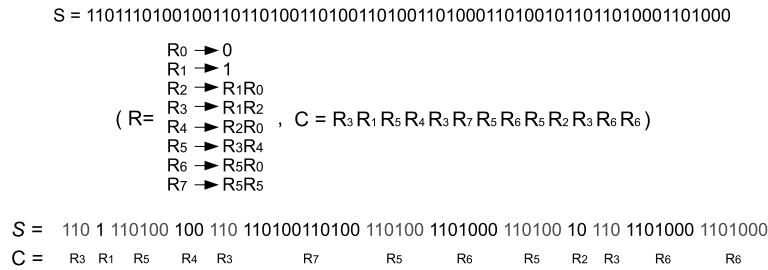 S = 110111010010011011010011010011010011010001101001011011010001101000
R0 → 0
R1 → 1
R2 → R1R0
R3 → R1R2
( R= R4 → R2R0 , C = R3 R1 R5 R4 R3 R7 R5 R6 R5 R2 R3 R6 R6 )
R5 → R3R4
R6 → R5R0
R7 → R5R5
S = 110 1 110100 100 110 110100110100 110100 1101000 110100 10 110 1101000 1101000
C = R3 R1 R5 R4 R3 R7 R5 R6 R5 R2 R3 R6 R6